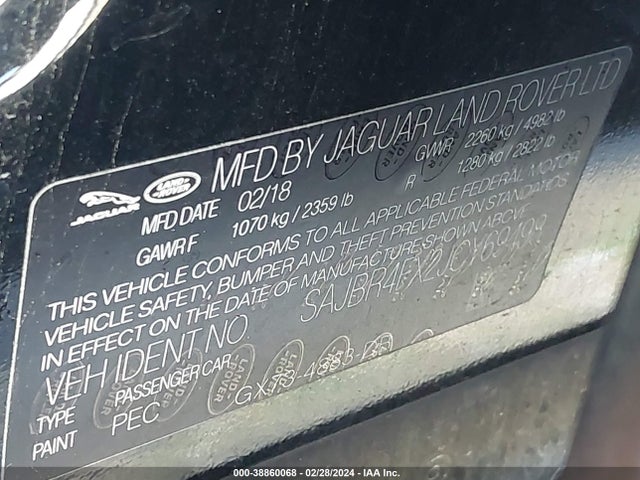 JAGUAR LAND ROVER MFD BY JAGUAR LAND ROVER LTD
MFD DATE 02/18 GVWR 2260 kg / 4982 lb
GAWR F 1070 kg / 2359 lb R 1280 kg / 2822 lb
THIS VEHICLE CONFORMS TO ALL APPLICABLE FEDERAL MOTOR
VEHICLE SAFETY, BUMPER AND THEFT PREVENTION STANDARDS
IN EFFECT ON THE DATE OF MANUFACTURE SHOWN ABOVE
VEH IDENT NO.
TYPE PASSENGER CAR
PAINT PEC
000-38860068 - 02/28/2024 - IAA Inc.